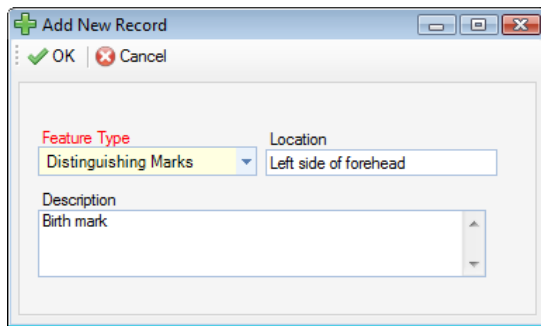 Add New Record
OK Cancel
Feature Type Location
Distinguishing Marks Left side of forehead
Description
Birth mark